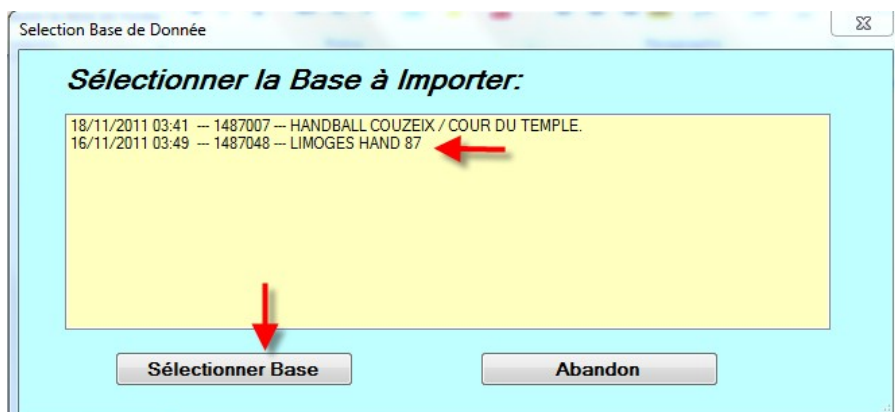 Selection Base de Donnée
Sélectionner la Base à Importer:
18/11/2011 03:41 --- 1487007 --- HANDBALL COUZEIX / COUR DU TEMPLE.
16/11/2011 03:49 --- 1487048 --- LIMOGES HAND 87
Sélectionner Base
Abandon